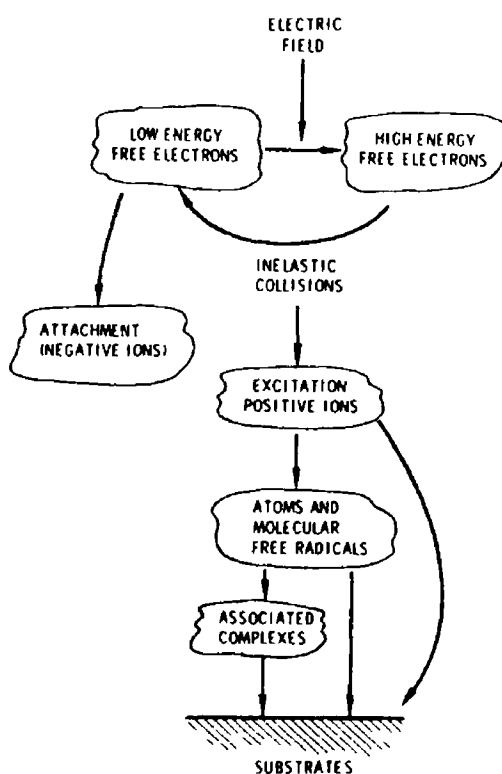 ELECTRIC
FIELD
LOW ENERGY
FREE ELECTRONS
HIGH ENERGY
FREE ELECTRONS
INELASTIC
COLLISIONS
ATTACHMENT
(NEGATIVE IONS)
EXCITATION
POSITIVE IONS
ATOMS AND
MOLECULAR
FREE RADICALS
ASSOCIATED
COMPLEXES
SUBSTRATES